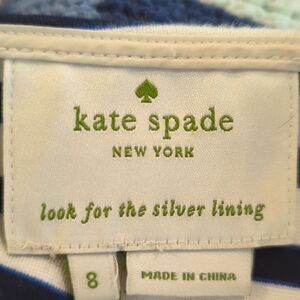 kate spade
NEW YORK
look for the silver lining
8
MADE IN CHINA